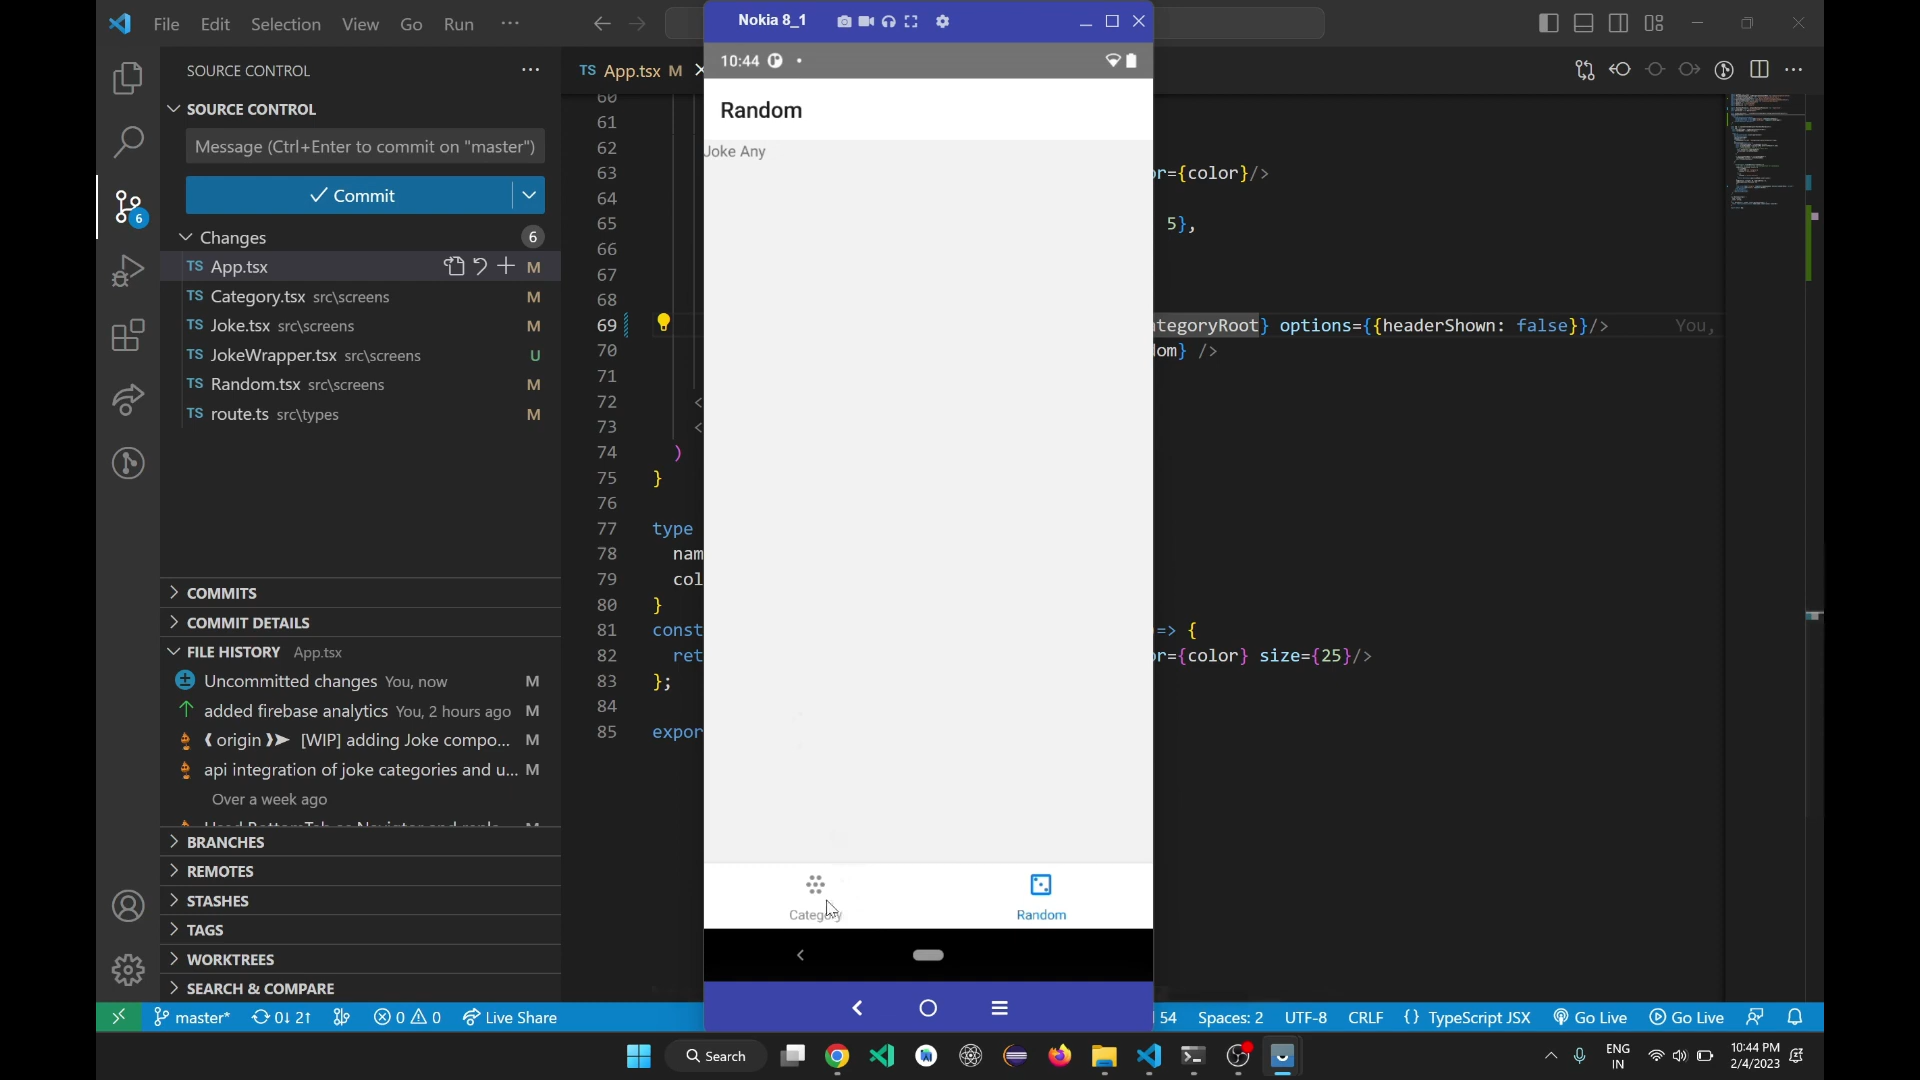 File Edit Selection View Go Run ···
Nokia 8_1
SOURCE CONTROL
SOURCE CONTROL
Message (Ctrl+Enter to commit on "master")
Commit
Changes 6
TS App.tsx M
TS Category.tsx src\screens M
TS Joke.tsx src\screens M
TS JokeWrapper.tsx src\screens U
TS Random.tsx src\screens M
TS route.ts src\types M
6
COMMITS
COMMIT DETAILS
FILE HISTORY App.tsx
Uncommitted changes You, now M
added firebase analytics You, 2 hours ago M
origin [WIP] adding Joke compo... M
api integration of joke categories and u... M
Over a week ago
BRANCHES
REMOTES
STASHES
TAGS
WORKTREES
SEARCH & COMPARE
TS App.tsx M
60
61
62
63 or={color}/>
64
65 5},
66
67
68
69 ategoryRoot} options={{headerShown: false}}/> You,
70 dom} />
71
72 <
73 <
74 )
75 }
76
77 type
78 nam
79 col
80 }
81 const => {
82 ret or={color} size={25}/>
83 };
84
85 expor
10:44
Random
Joke Any
Category
Random
master* 0↓ 2↑ 0 0 Live Share
54 Spaces: 2 UTF-8 CRLF {} TypeScript JSX Go Live Go Live
Search
ENG
IN
10:44 PM
2/4/2023